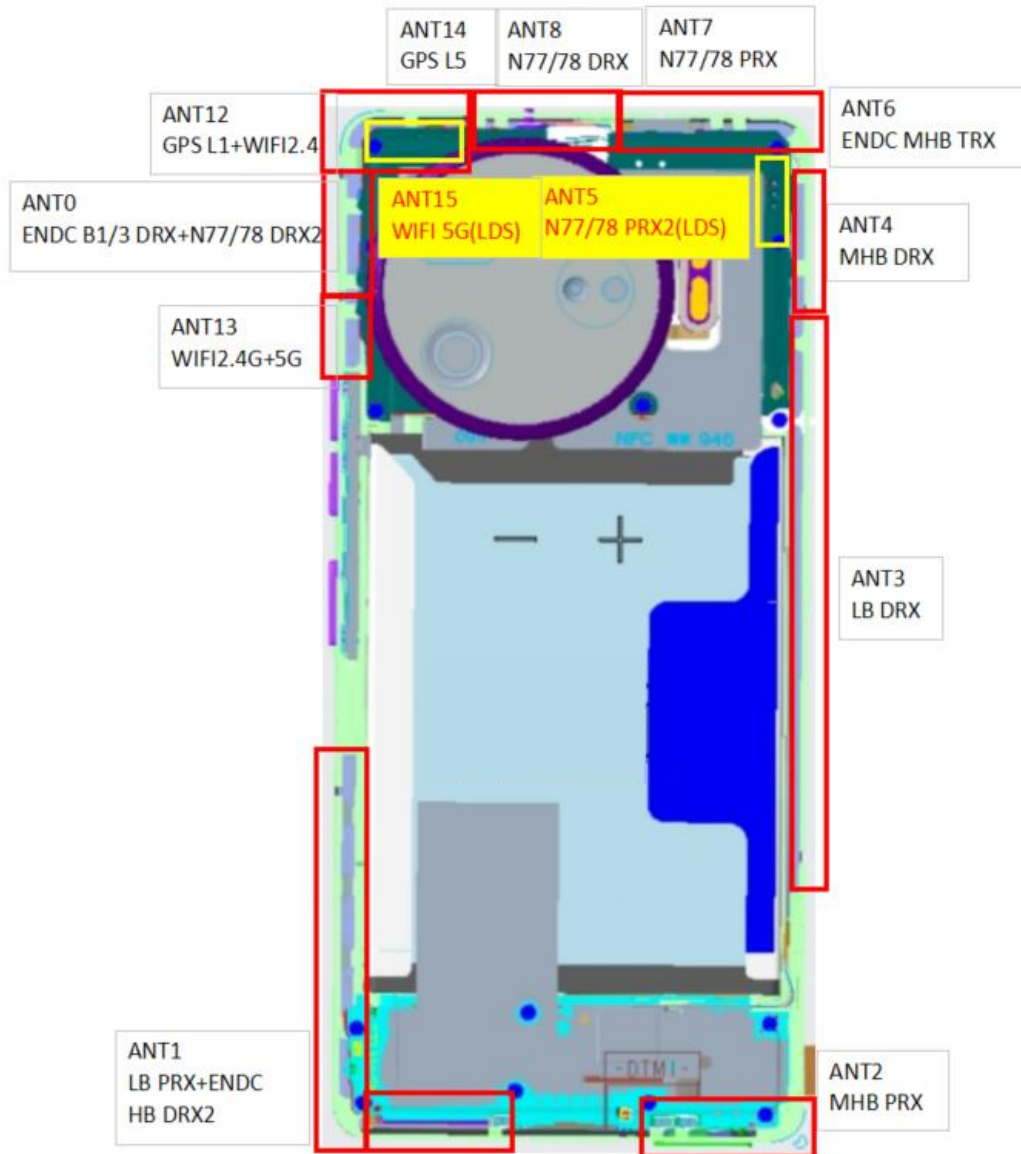 ANT14
GPS L5
ANT8
N77/78 DRX
ANT7
N77/78 PRX
ANT12
GPS L1+WIFI2.4
ANT6
ENDC MHB TRX
ANT0
ENDC B1/3 DRX+N77/78 DRX2
ANT15
WIFI 5G(LDS)
ANT5
N77/78 PRX2(LDS)
ANT4
MHB DRX
ANT13
WIFI2.4G+5G
NFC
946
ANT3
LB DRX
ANT1
LB PRX+ENDC
HB DRX2
-DTMI-
ANT2
MHB PRX